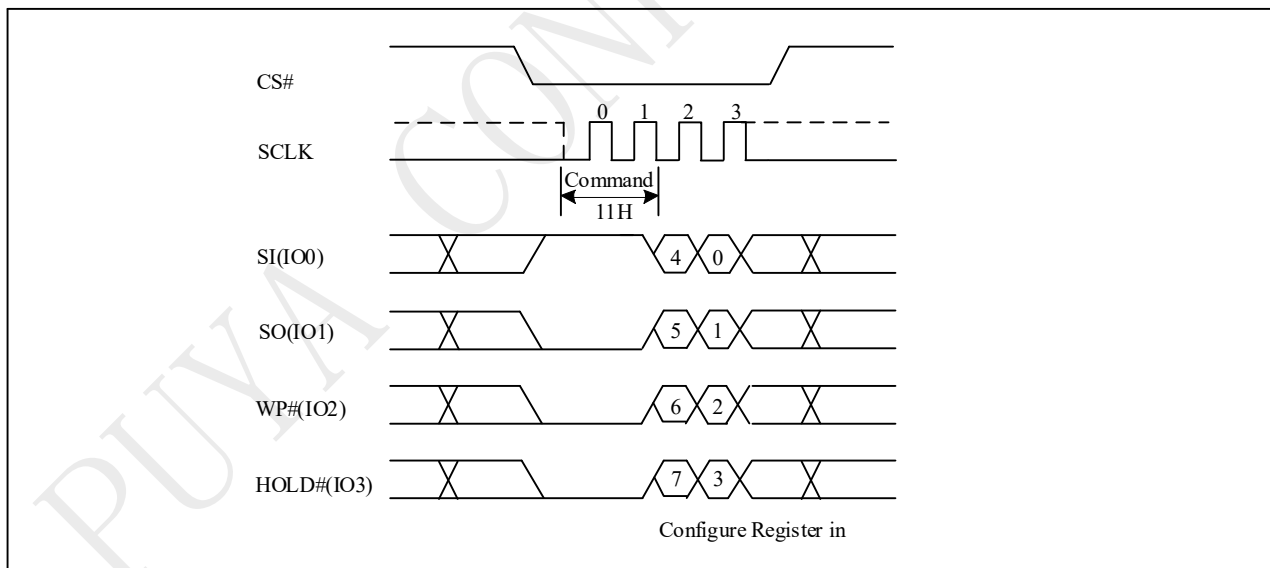 CS#
0 1 2 3
SCLK
Command
11H
SI(IO0) 4 0
SO(IO1) 5 1
WP#(IO2) 6 2
HOLD#(IO3) 7 3
Configure Register in
PUYA CON